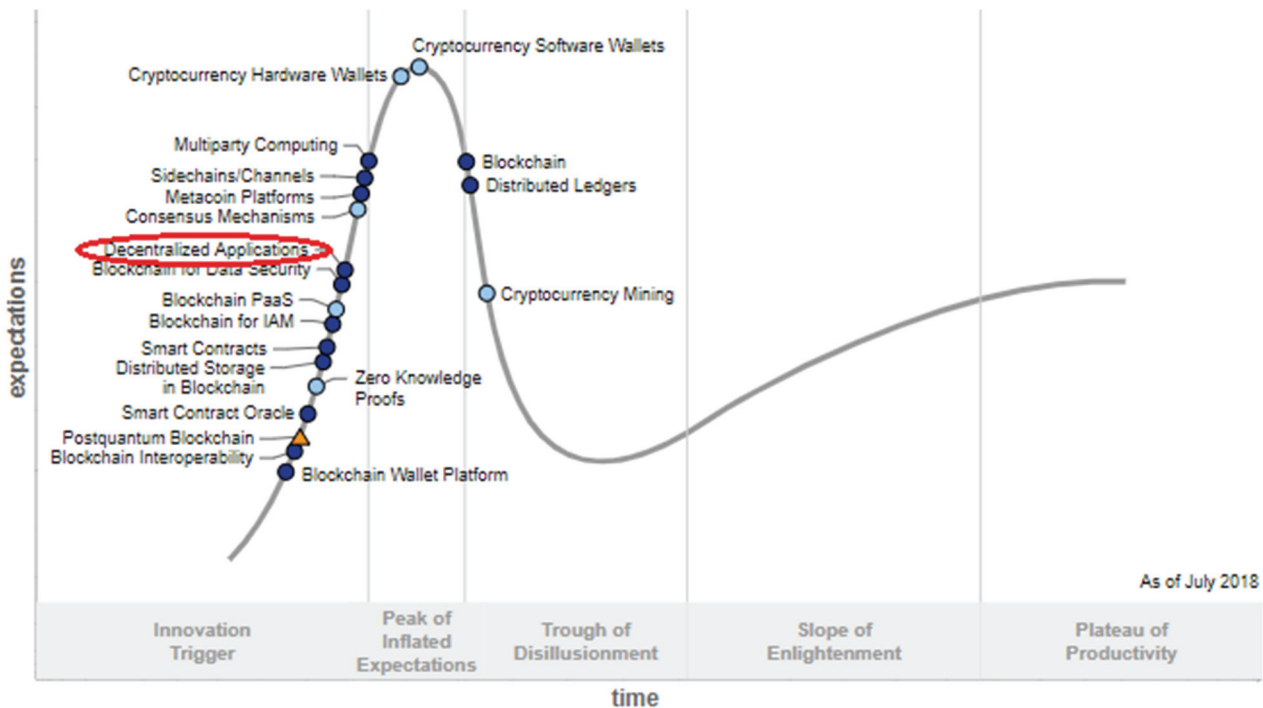 Cryptocurrency Software Wallets
Cryptocurrency Hardware Wallets
Multiparty Computing
Sidechains/Channels
Metacoin Platforms
Consensus Mechanisms
Decentralized Applications
Blockchain for Data Security
Blockchain PaaS
Blockchain for IAM
Smart Contracts
Distributed Storage
in Blockchain
Zero Knowledge
Proofs
Smart Contract Oracle
Postquantum Blockchain
Blockchain Interoperability
Blockchain Wallet Platform
Blockchain
Distributed Ledgers
Cryptocurrency Mining
expectations
As of July 2018
Innovation
Trigger
Peak of
Inflated
Expectations
Trough of
Disillusionment
Slope of
Enlightenment
Plateau of
Productivity
time